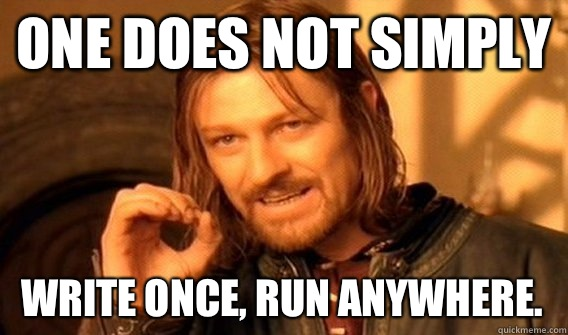 ONE DOES NOT SIMPLY
WRITE ONCE, RUN ANYWHERE.
quickmeme.com